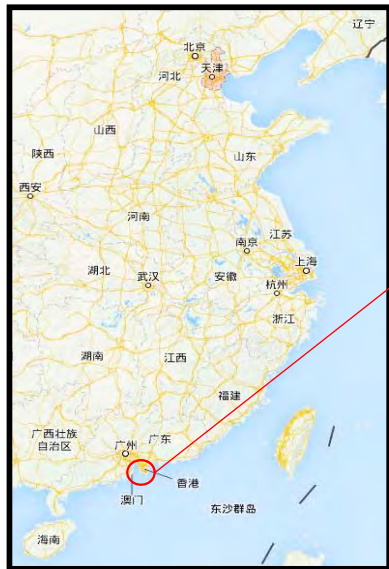 辽宁
北京
天津
河北
山西
山东
陕西
西安
河南
江苏
南京
上海
湖北
武汉
安徽
杭州
浙江
湖南
江西
福建
广西壮族
自治区
广州
广东
香港
澳门
东沙群岛
海南